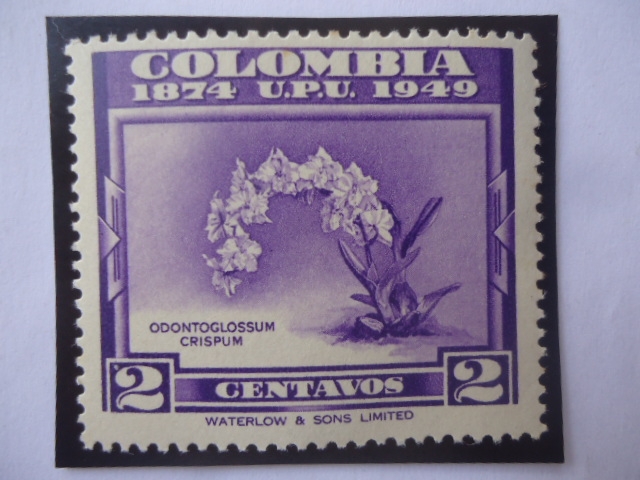 COLOMBIA
1874 U.P.U. 1949
ODONTOGLOSSUM
CRISPUM
2 CENTAVOS 2
WATERLOW & SONS LIMITED